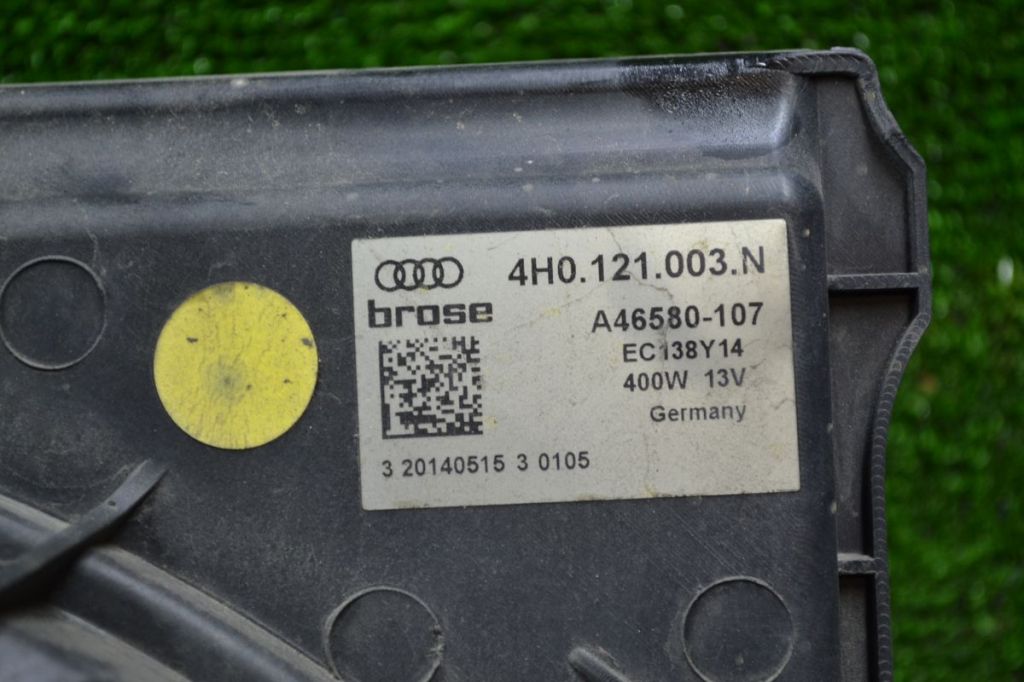 4H0.121.003.N
brose
A46580-107
EC138Y14
400W 13V
Germany
3 20140515 3 0105